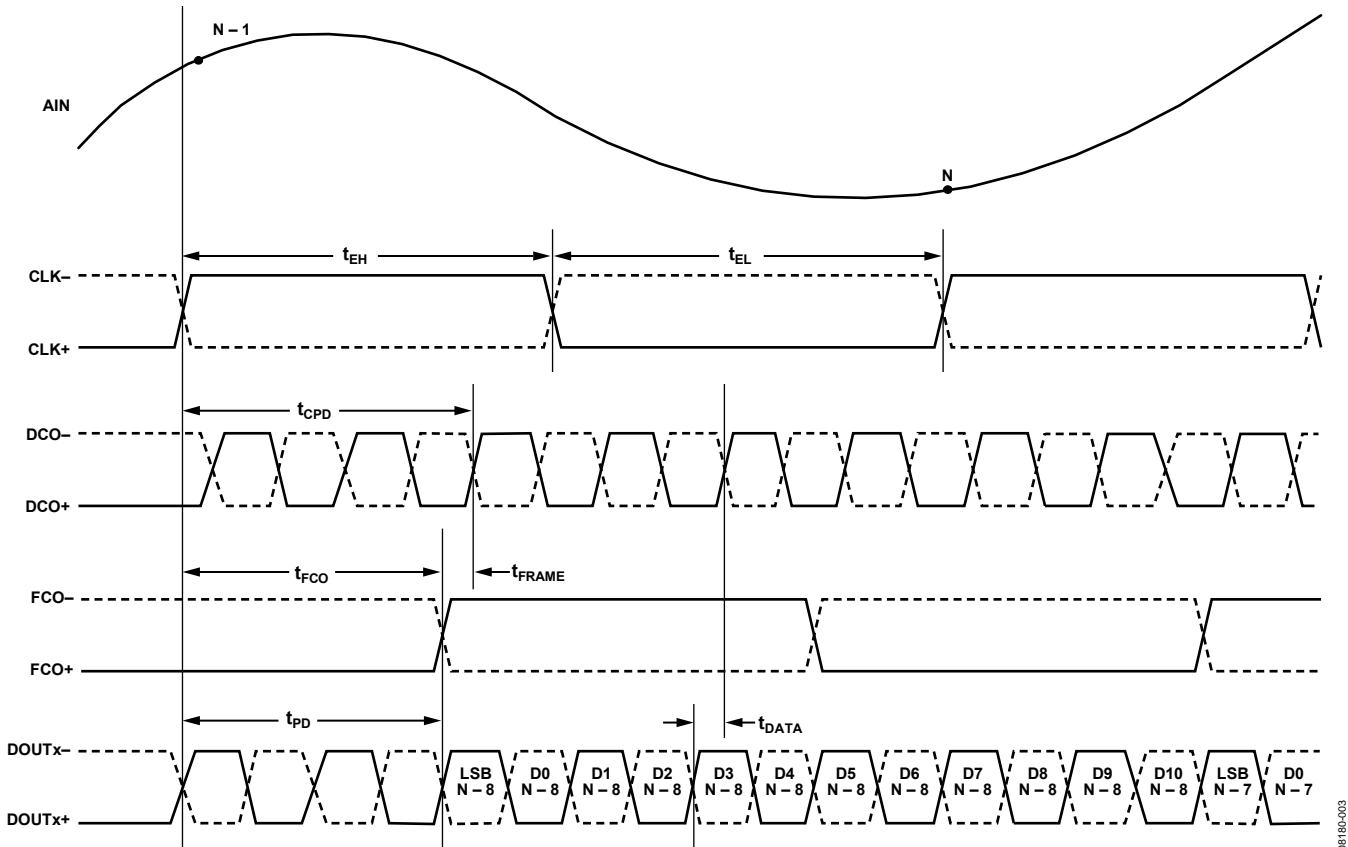 N – 1
AIN
N
tEH
tEL
CLK–
CLK+
tCPD
DCO–
DCO+
tFCO
tFRAME
FCO–
FCO+
tPD
tDATA
DOUTx–
DOUTx+
LSB D0 D1 D2 D3 D4 D5 D6 D7 D8 D9 D10 LSB D0
N – 8 N – 8 N – 8 N – 8 N – 8 N – 8 N – 8 N – 8 N – 8 N – 8 N – 8 N – 8 N – 7 N – 7
08180-003